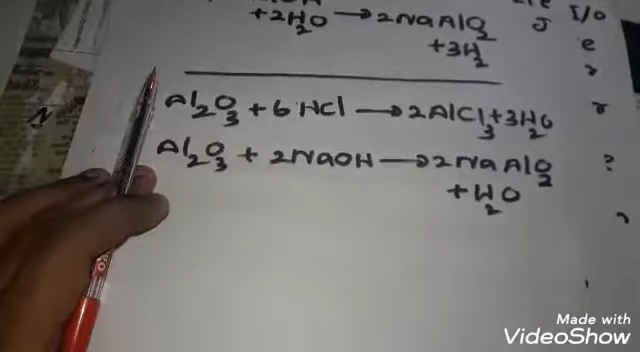 +2H₂O → 2NaAlO₂
+3H₂
Al₂O₃ + 6HCl → 2AlCl₃ + 3H₂O
Al₂O₃ + 2NaOH → 2NaAlO₂
+ H₂O
I/o
e
?
Made with
VideoShow